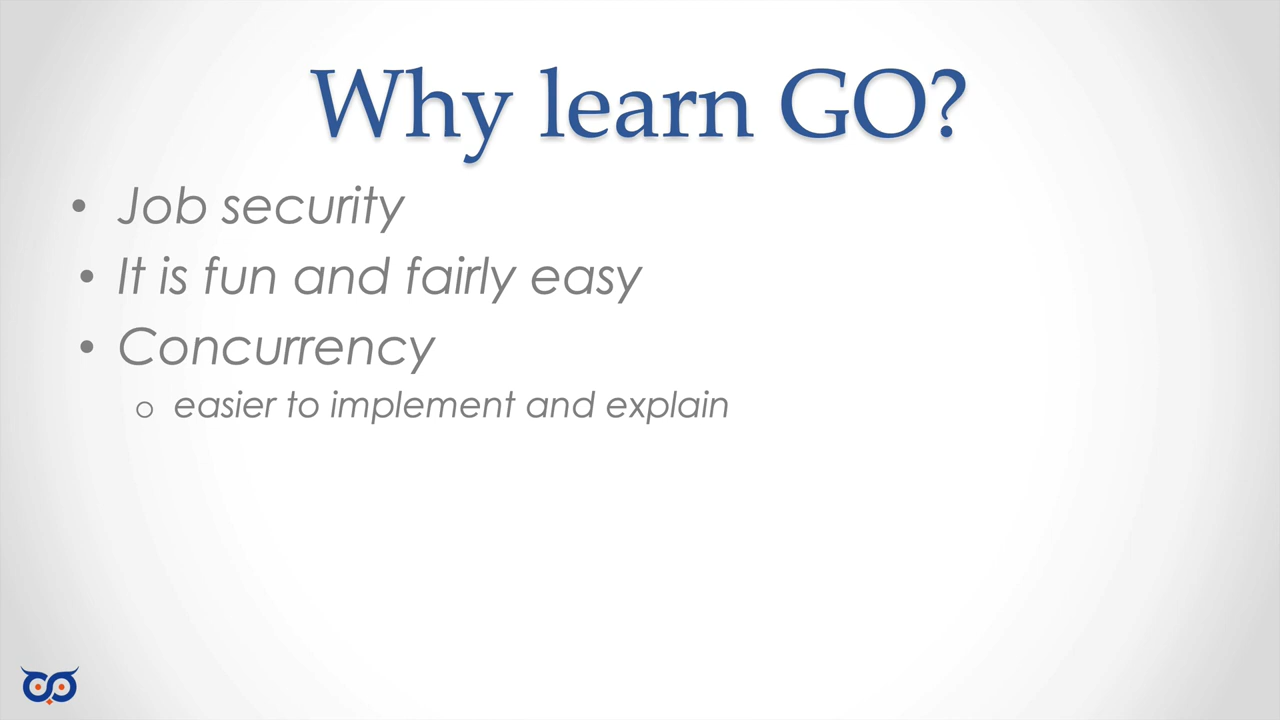 Why learn GO?
• Job security
• It is fun and fairly easy
• Concurrency
o easier to implement and explain